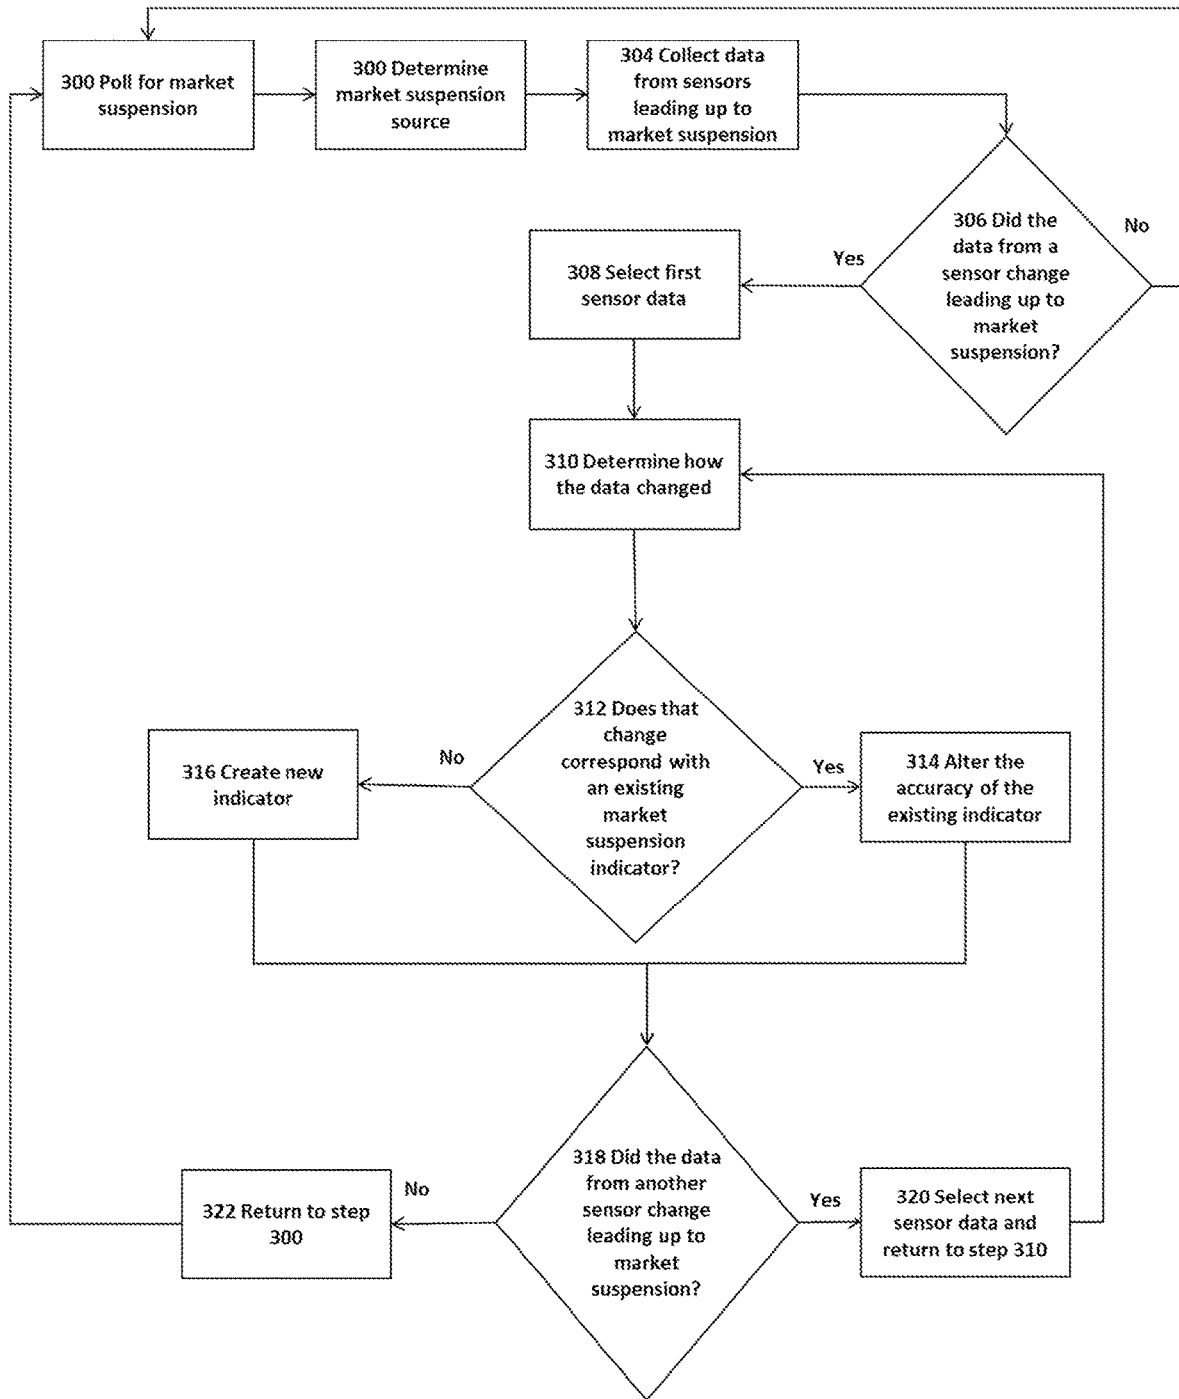 300 Poll for market
suspension
300 Determine
market suspension
source
304 Collect data
from sensors
leading up to
market suspension
306 Did the
data from a
sensor change
leading up to
market
suspension?
No
Yes
308 Select first
sensor data
310 Determine how
the data changed
312 Does that
change
correspond with
an existing
market
suspension
indicator?
No
316 Create new
indicator
Yes
314 Alter the
accuracy of the
existing indicator
318 Did the data
from another
sensor change
leading up to
market
suspension?
No
322 Return to step
300
Yes
320 Select next
sensor data and
return to step 310